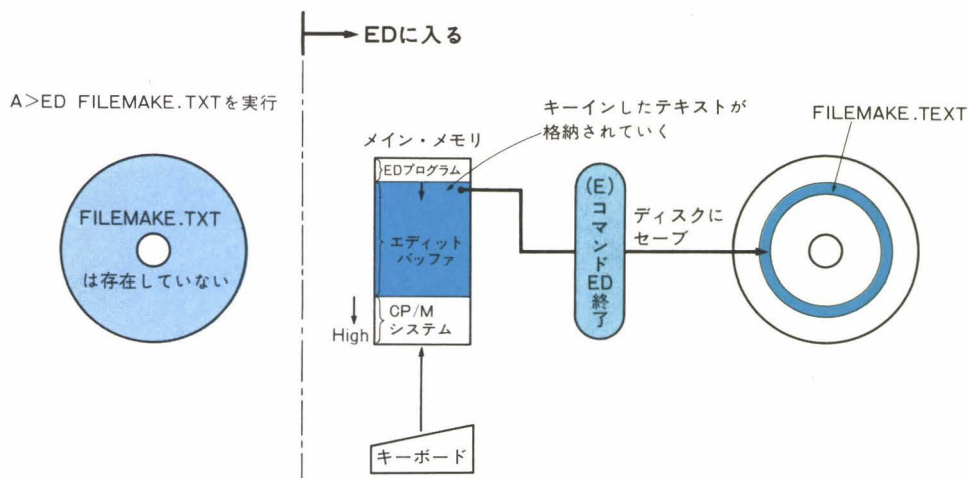 EDに入る
A>ED FILEMAKE.TXTを実行
FILEMAKE.TXT
は存在していない
メイン・メモリ
EDプログラム
エディット
バッファ
CP/M
システム
High
キーボード
キーインしたテキストが
格納されていく
(E)コマンドED終了
ディスクに
セーブ
FILEMAKE.TEXT